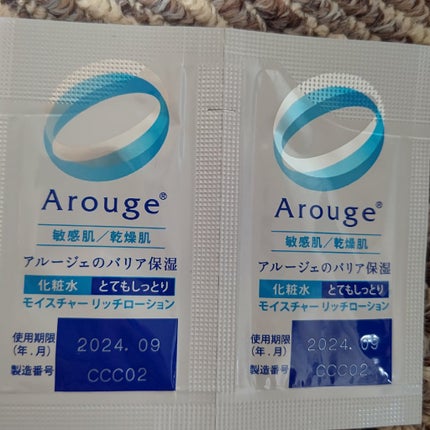 Arouge®
敏感肌/乾燥肌
アルージェのバリア保湿
化粧水 とてもしっとり
モイスチャー リッチローション
使用期限
(年.月)
2024.09
製造番号
CCC02
Arouge®
敏感肌/乾燥肌
アルージェのバリア保湿
化粧水 とてもしっとり
モイスチャー リッチローション
使用期限
(年.月)
2024.09
製造番号
CCC02